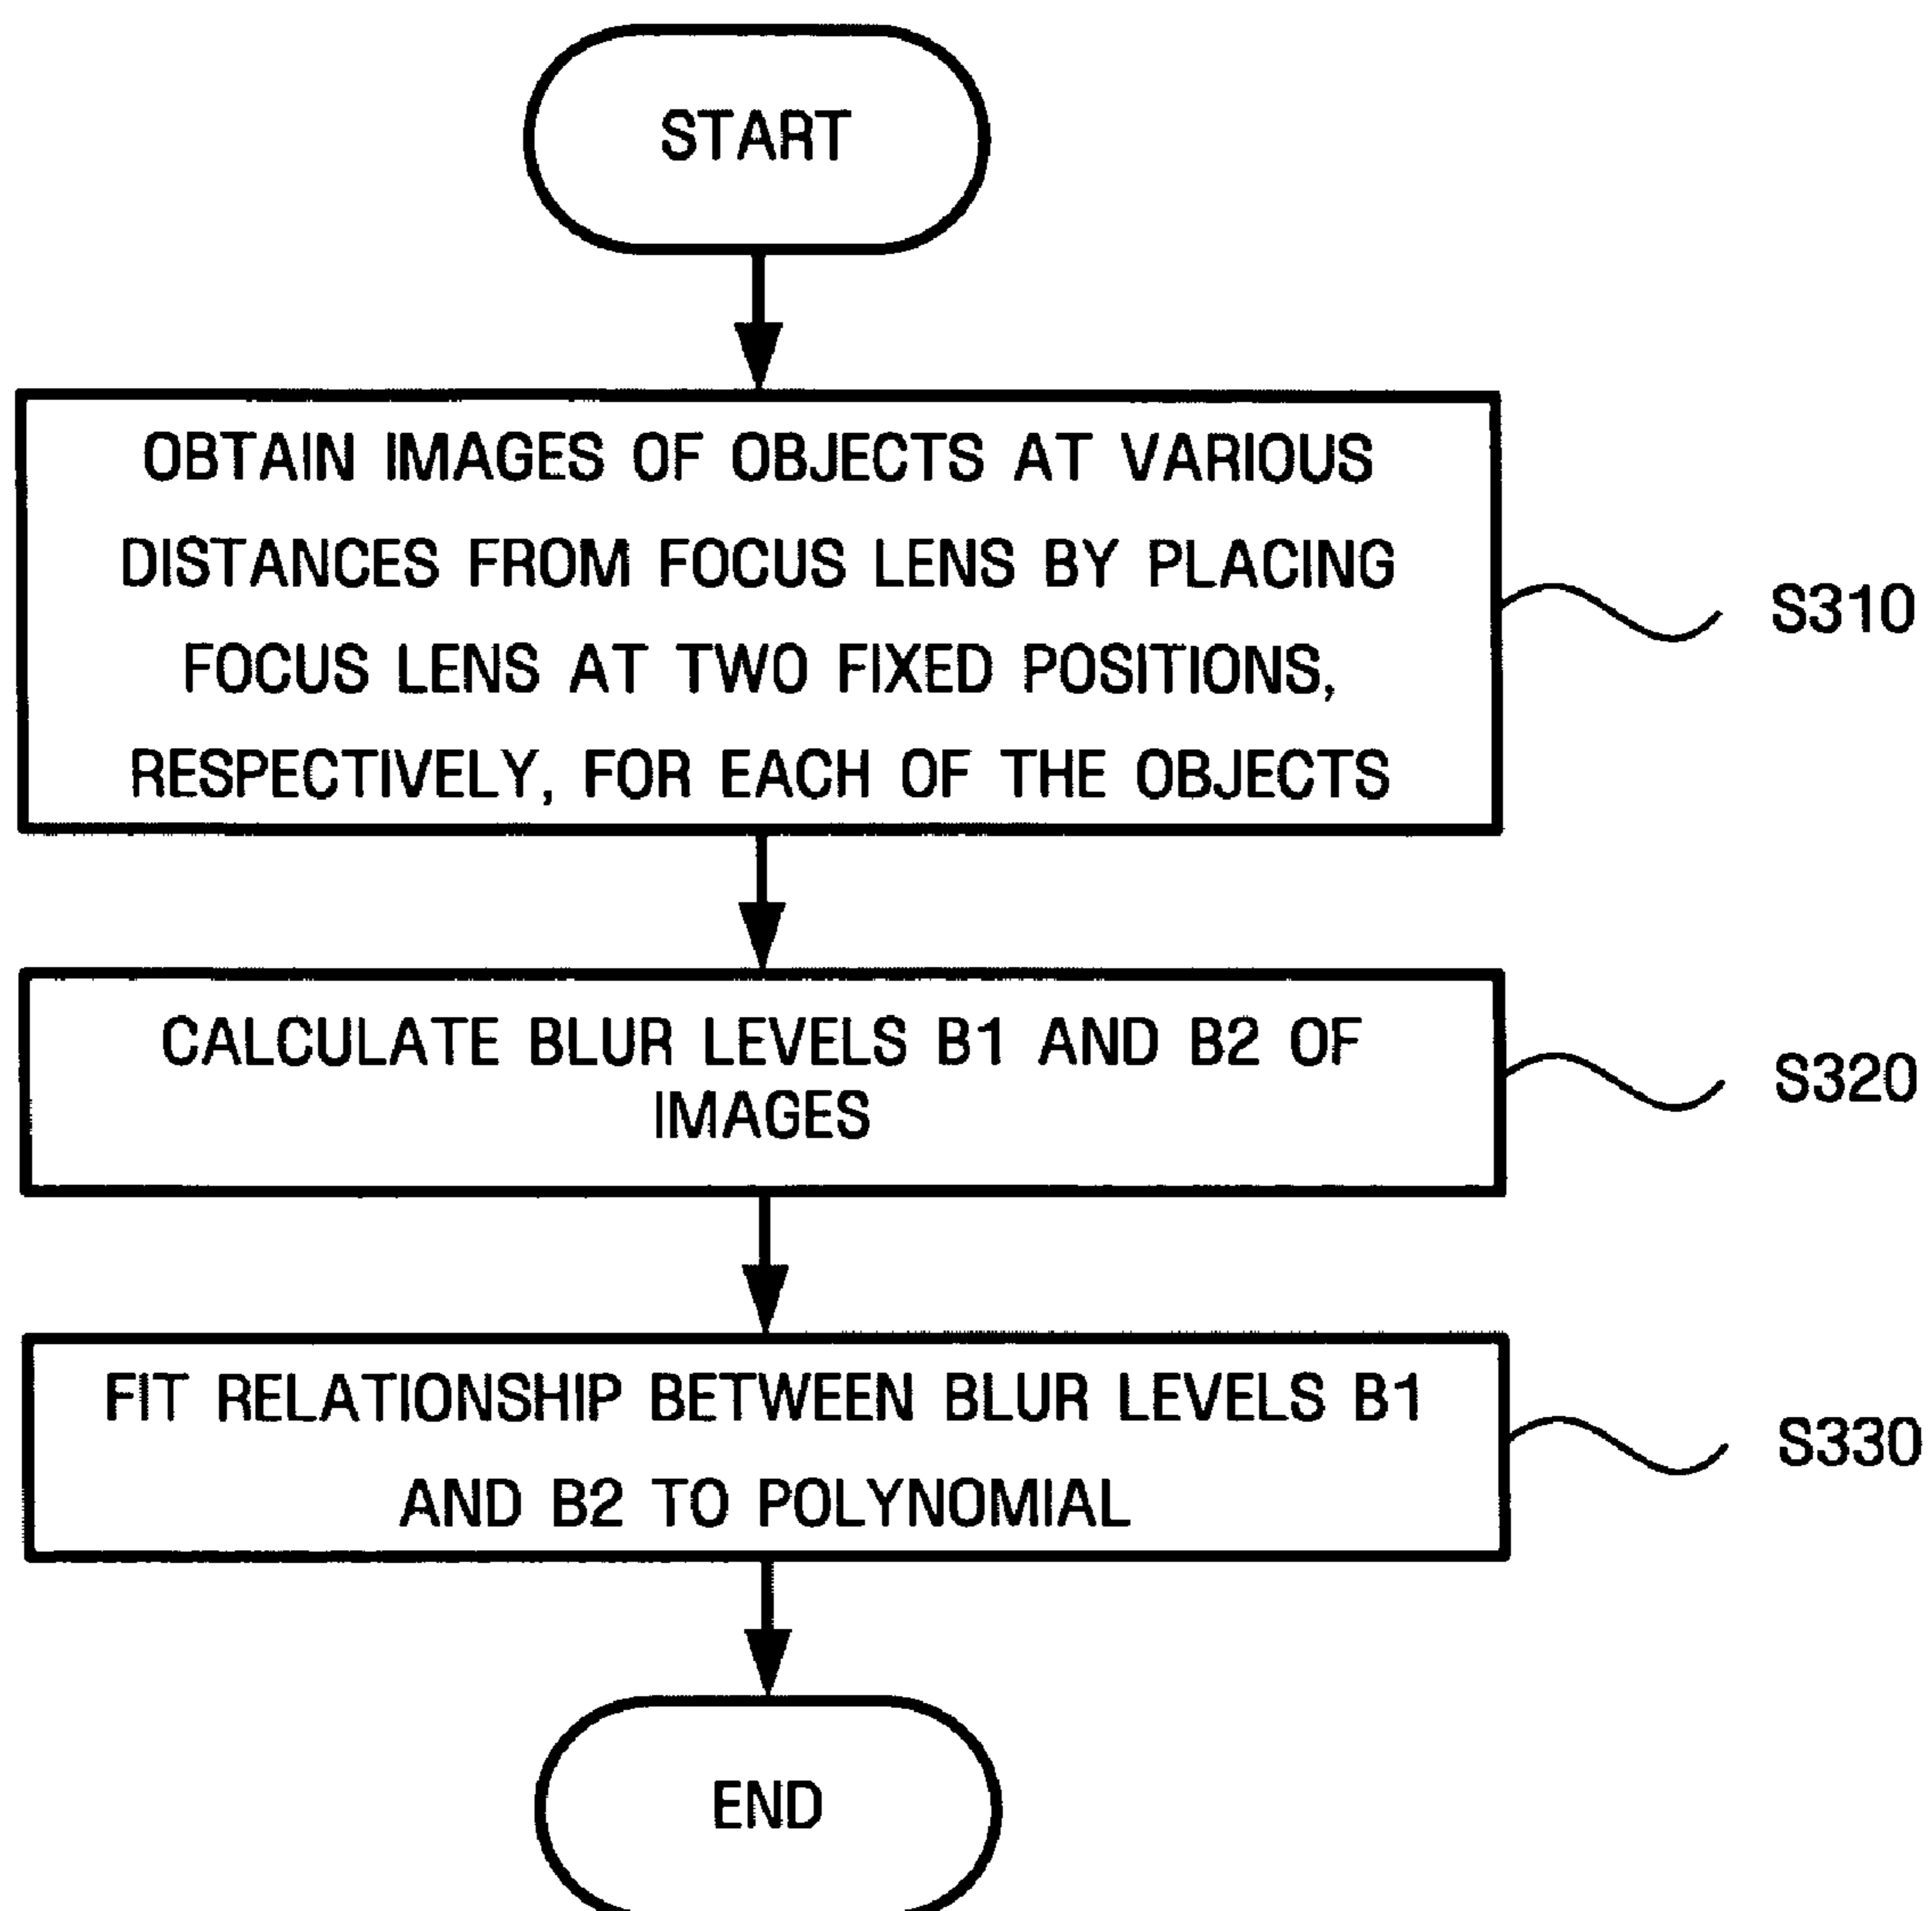 START
OBTAIN IMAGES OF OBJECTS AT VARIOUS
DISTANCES FROM FOCUS LENS BY PLACING
FOCUS LENS AT TWO FIXED POSITIONS,
RESPECTIVELY, FOR EACH OF THE OBJECTS
S310
CALCULATE BLUR LEVELS B1 AND B2 OF
IMAGES
S320
FIT RELATIONSHIP BETWEEN BLUR LEVELS B1
AND B2 TO POLYNOMIAL
S330
END